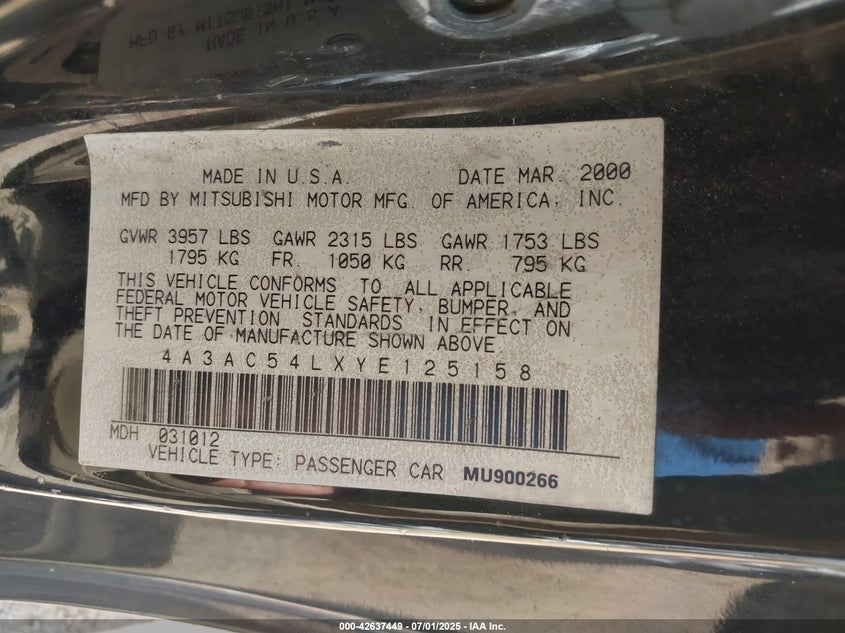 MADE IN U.S.A. DATE MAR. 2000
MFD BY MITSUBISHI MOTOR MFG. OF AMERICA, INC.
GVWR 3957 LBS GAWR 2315 LBS GAWR 1753 LBS
1795 KG FR. 1050 KG RR. 795 KG
THIS VEHICLE CONFORMS TO ALL APPLICABLE
FEDERAL MOTOR VEHICLE SAFETY, BUMPER, AND
THEFT PREVENTION STANDARDS IN EFFECT ON
THE DATE OF MANUFACTURE SHOWN ABOVE.
4A3AC54LXYE125158
MDH 031012
VEHICLE TYPE: PASSENGER CAR MU900266
000-42637449 - 07/01/2025 - IAA Inc.